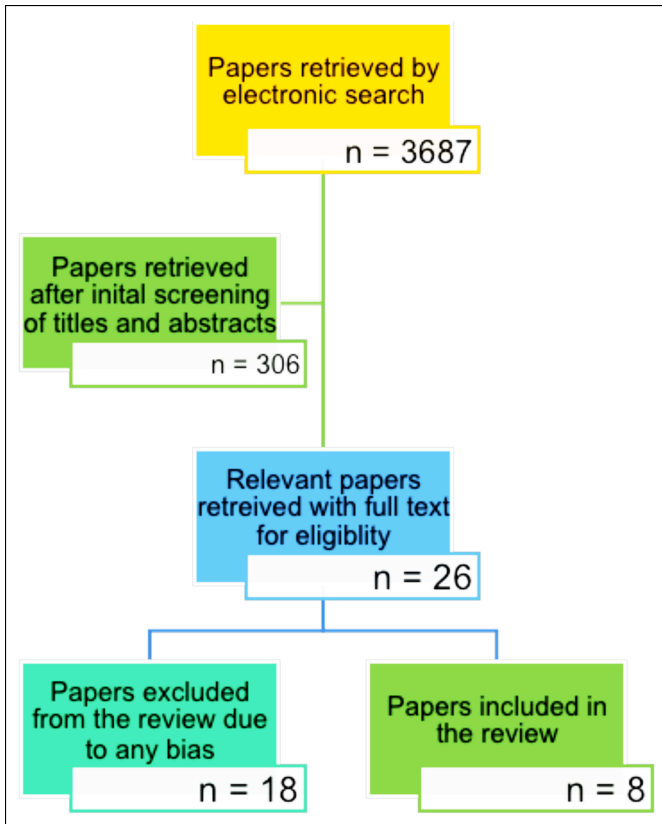 Papers retrieved by
electronic search
n = 3687
Papers retrieved
after inital screening
of titles and abstracts
n = 306
Relevant papers
retreived with full text
for eligiblity
n = 26
Papers excluded
from the review due
to any bias
n = 18
Papers included in
the review
n = 8